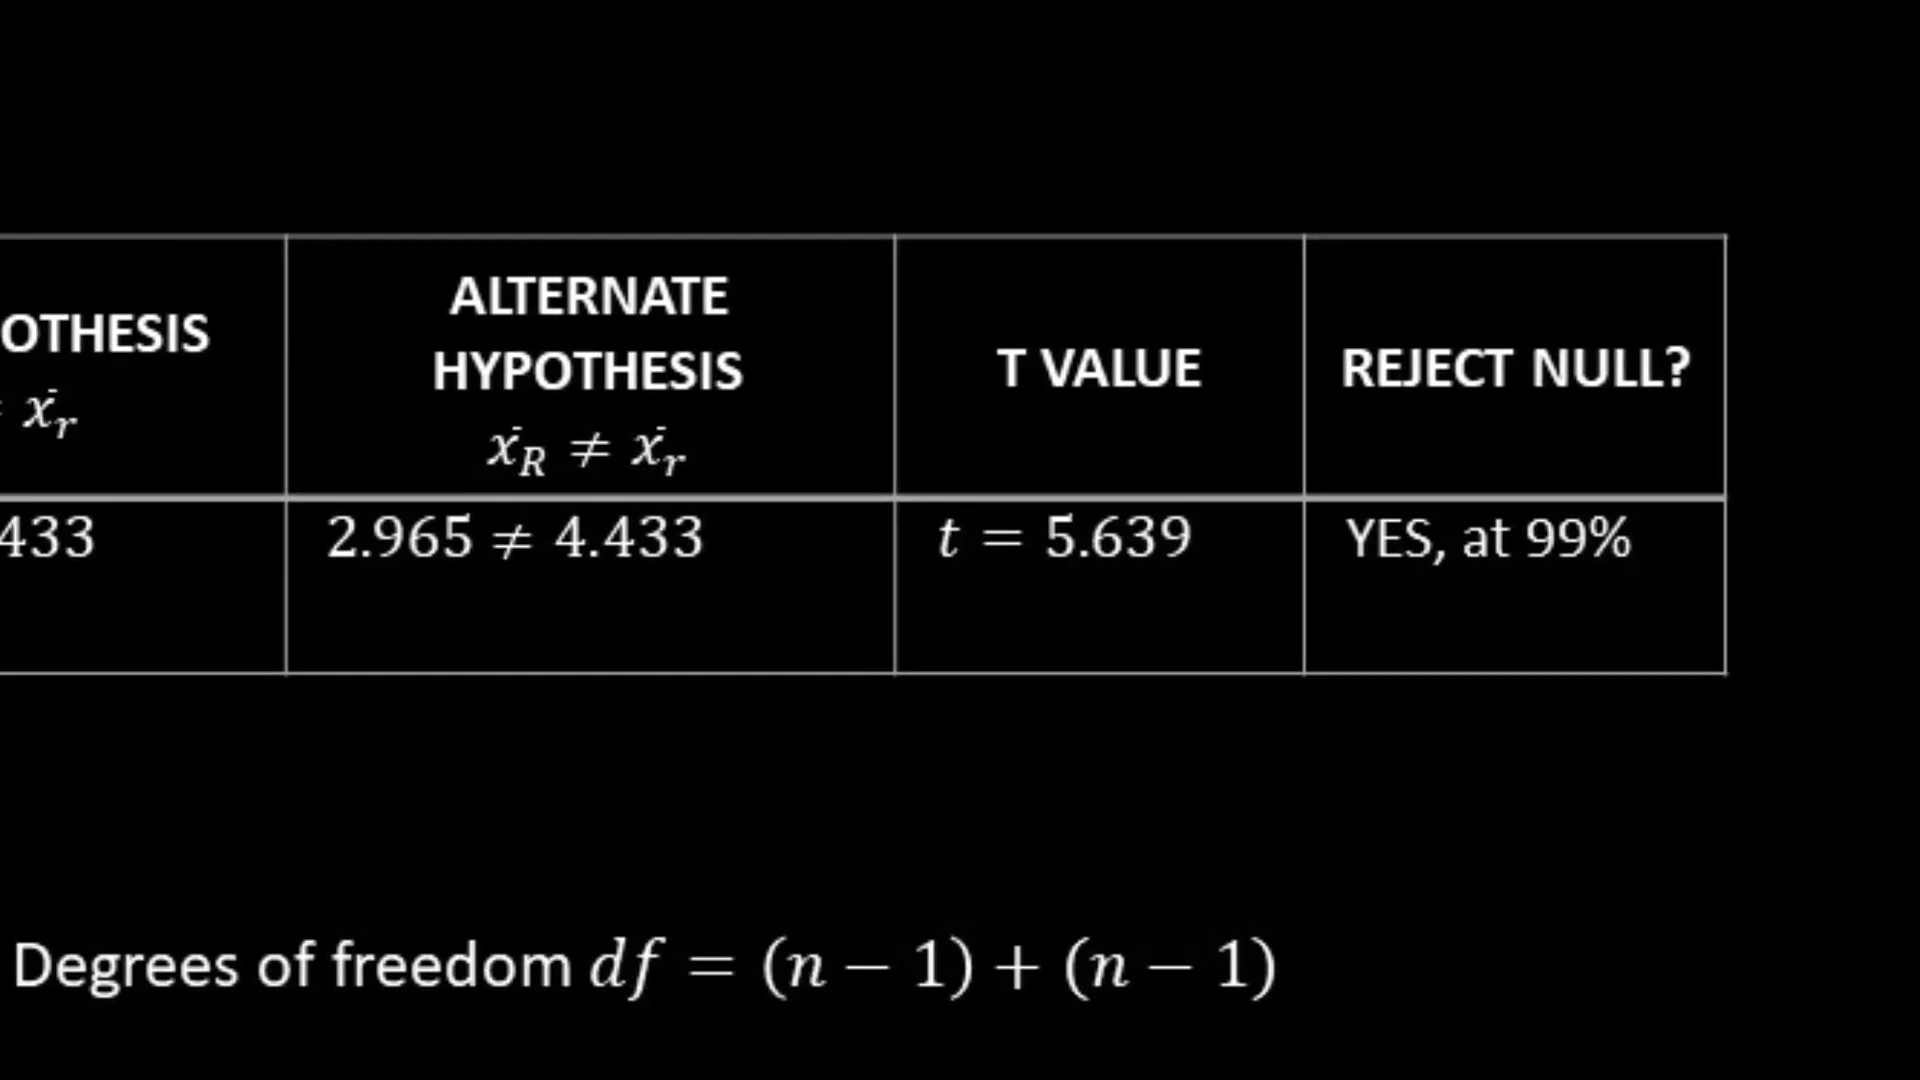 OTHESIS
x̄ᵣ
ALTERNATE
HYPOTHESIS
x̄_R ≠ x̄ᵣ
T VALUE
REJECT NULL?
433
2.965 ≠ 4.433
t = 5.639
YES, at 99%
Degrees of freedom df = (n − 1) + (n − 1)